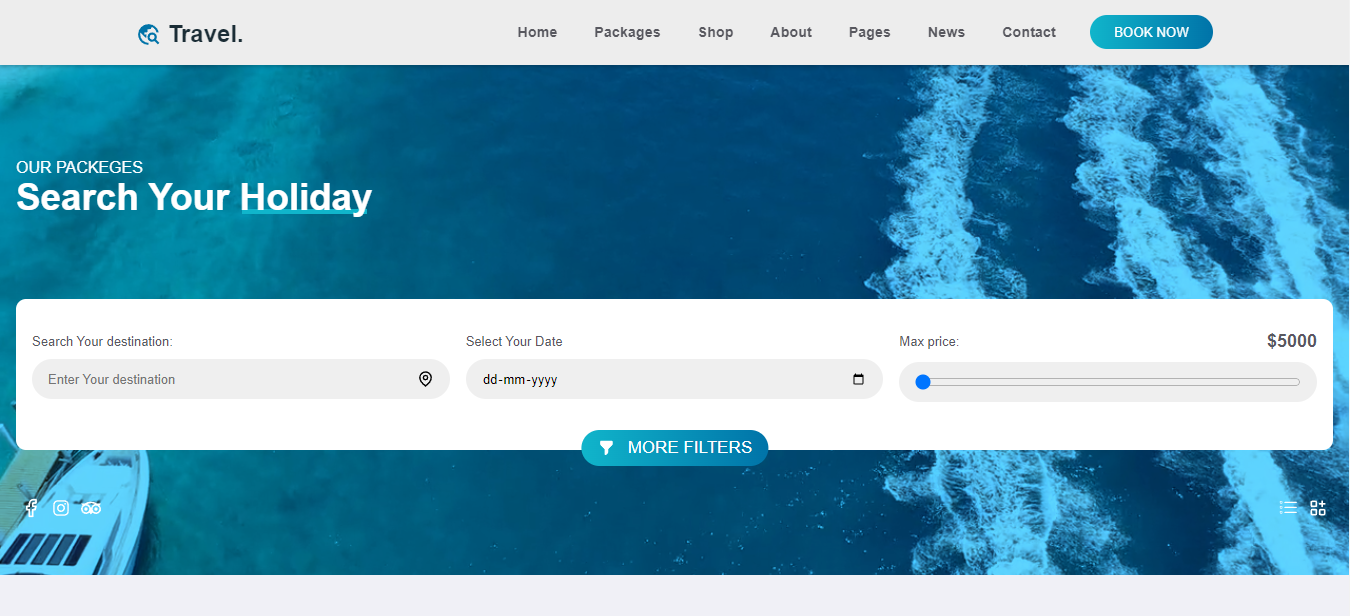 Travel.
Home Packages Shop About Pages News Contact BOOK NOW
OUR PACKEGES
Search Your Holiday
Search Your destination:
Enter Your destination
Select Your Date
dd-mm-yyyy
Max price: $5000
MORE FILTERS